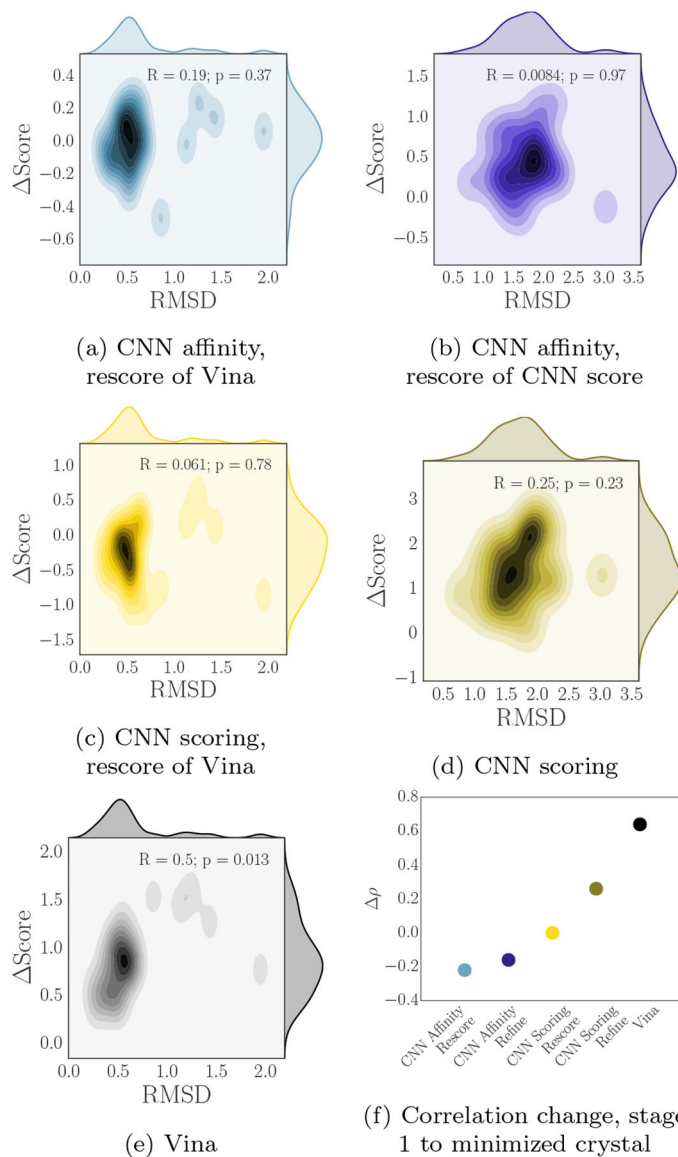 R = 0.19; p = 0.37
0.4
0.2
0.0
−0.2
−0.4
−0.6
ΔScore
0.0 0.5 1.0 1.5 2.0
RMSD
(a) CNN affinity,
rescore of Vina
R = 0.0084; p = 0.97
1.5
1.0
0.5
0.0
−0.5
ΔScore
0.5 1.0 1.5 2.0 2.5 3.0 3.5
RMSD
(b) CNN affinity,
rescore of CNN score
R = 0.061; p = 0.78
1.0
0.5
0.0
−0.5
−1.0
−1.5
ΔScore
0.0 0.5 1.0 1.5 2.0
RMSD
(c) CNN scoring,
rescore of Vina
R = 0.25; p = 0.23
3
2
1
0
−1
ΔScore
0.5 1.0 1.5 2.0 2.5 3.0 3.5
RMSD
(d) CNN scoring
R = 0.5; p = 0.013
2.0
1.5
1.0
0.5
0.0
ΔScore
0.0 0.5 1.0 1.5 2.0
RMSD
(e) Vina
0.8
0.6
0.4
0.2
0.0
−0.2
−0.4
Δρ
CNN Affinity
Rescore
CNN Affinity
Refine
CNN Scoring
Rescore
CNN Scoring
Refine
Vina
(f) Correlation change, stage
1 to minimized crystal